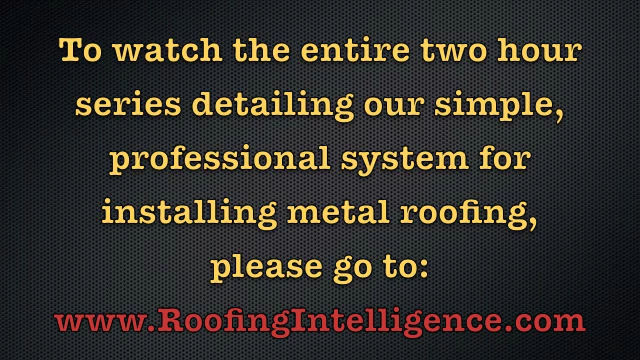 To watch the entire two hour
series detailing our simple,
professional system for
installing metal roofing,
please go to:
www.RoofingIntelligence.com